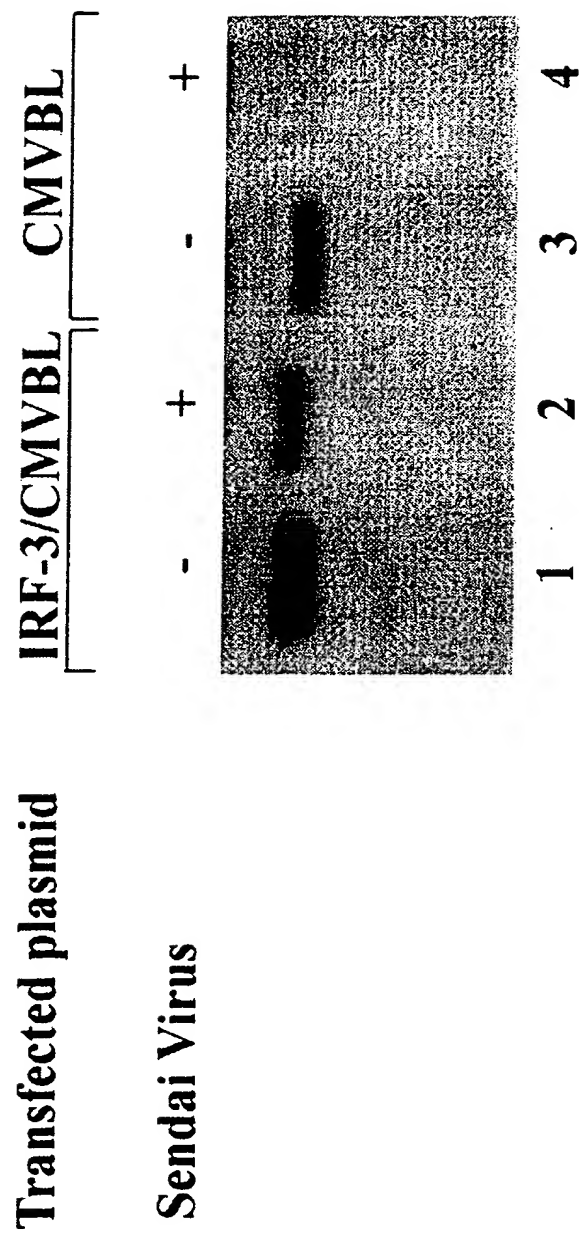 Transfected plasmid IRF-3/CMVBL CMVBL
Sendai Virus - + - +
1 2 3 4